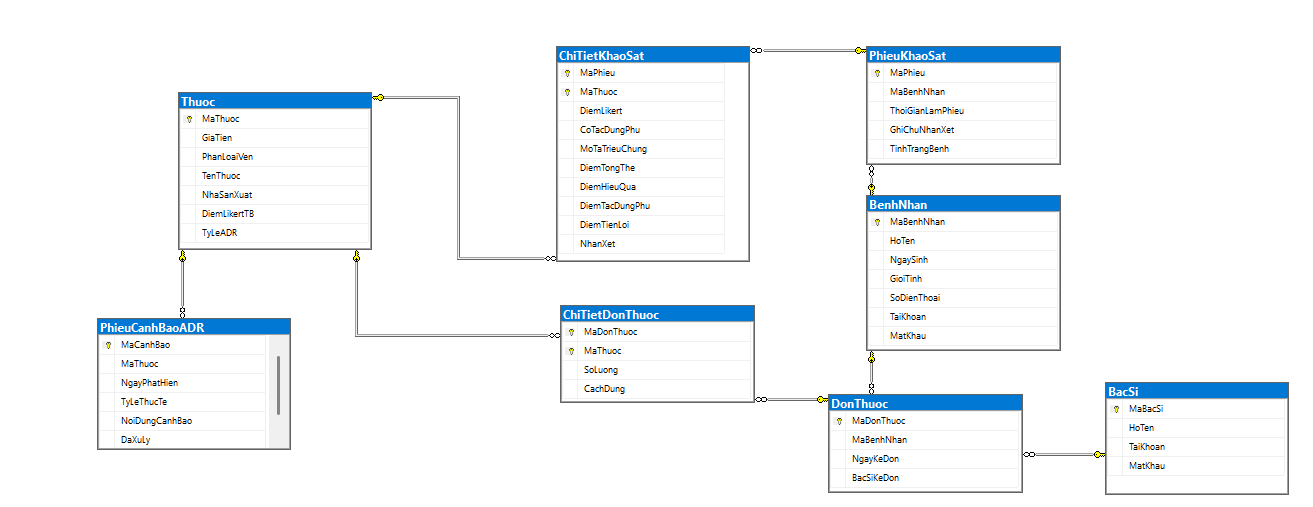 Thuoc
MaThuoc
GiaTien
PhanLoaiVen
TenThuoc
NhaSanXuat
DiemLikertTB
TyLeADR
PhieuCanhBaoADR
MaCanhBao
MaThuoc
NgayPhatHien
TyLeThucTe
NoiDungCanhBao
DaXuLy
ChiTietKhaoSat
MaPhieu
MaThuoc
DiemLikert
CoTacDungPhu
MoTaTrieuChung
DiemTongThe
DiemHieuQua
DiemTacDungPhu
DiemTienLoi
NhanXet
ChiTietDonThuoc
MaDonThuoc
MaThuoc
SoLuong
CachDung
PhieuKhaoSat
MaPhieu
MaBenhNhan
ThoiGianLamPhieu
GhiChuNhanXet
TinhTrangBenh
BenhNhan
MaBenhNhan
HoTen
NgaySinh
GioiTinh
SoDienThoai
TaiKhoan
MatKhau
DonThuoc
MaDonThuoc
MaBenhNhan
NgayKeDon
BacSiKeDon
BacSi
MaBacSi
HoTen
TaiKhoan
MatKhau